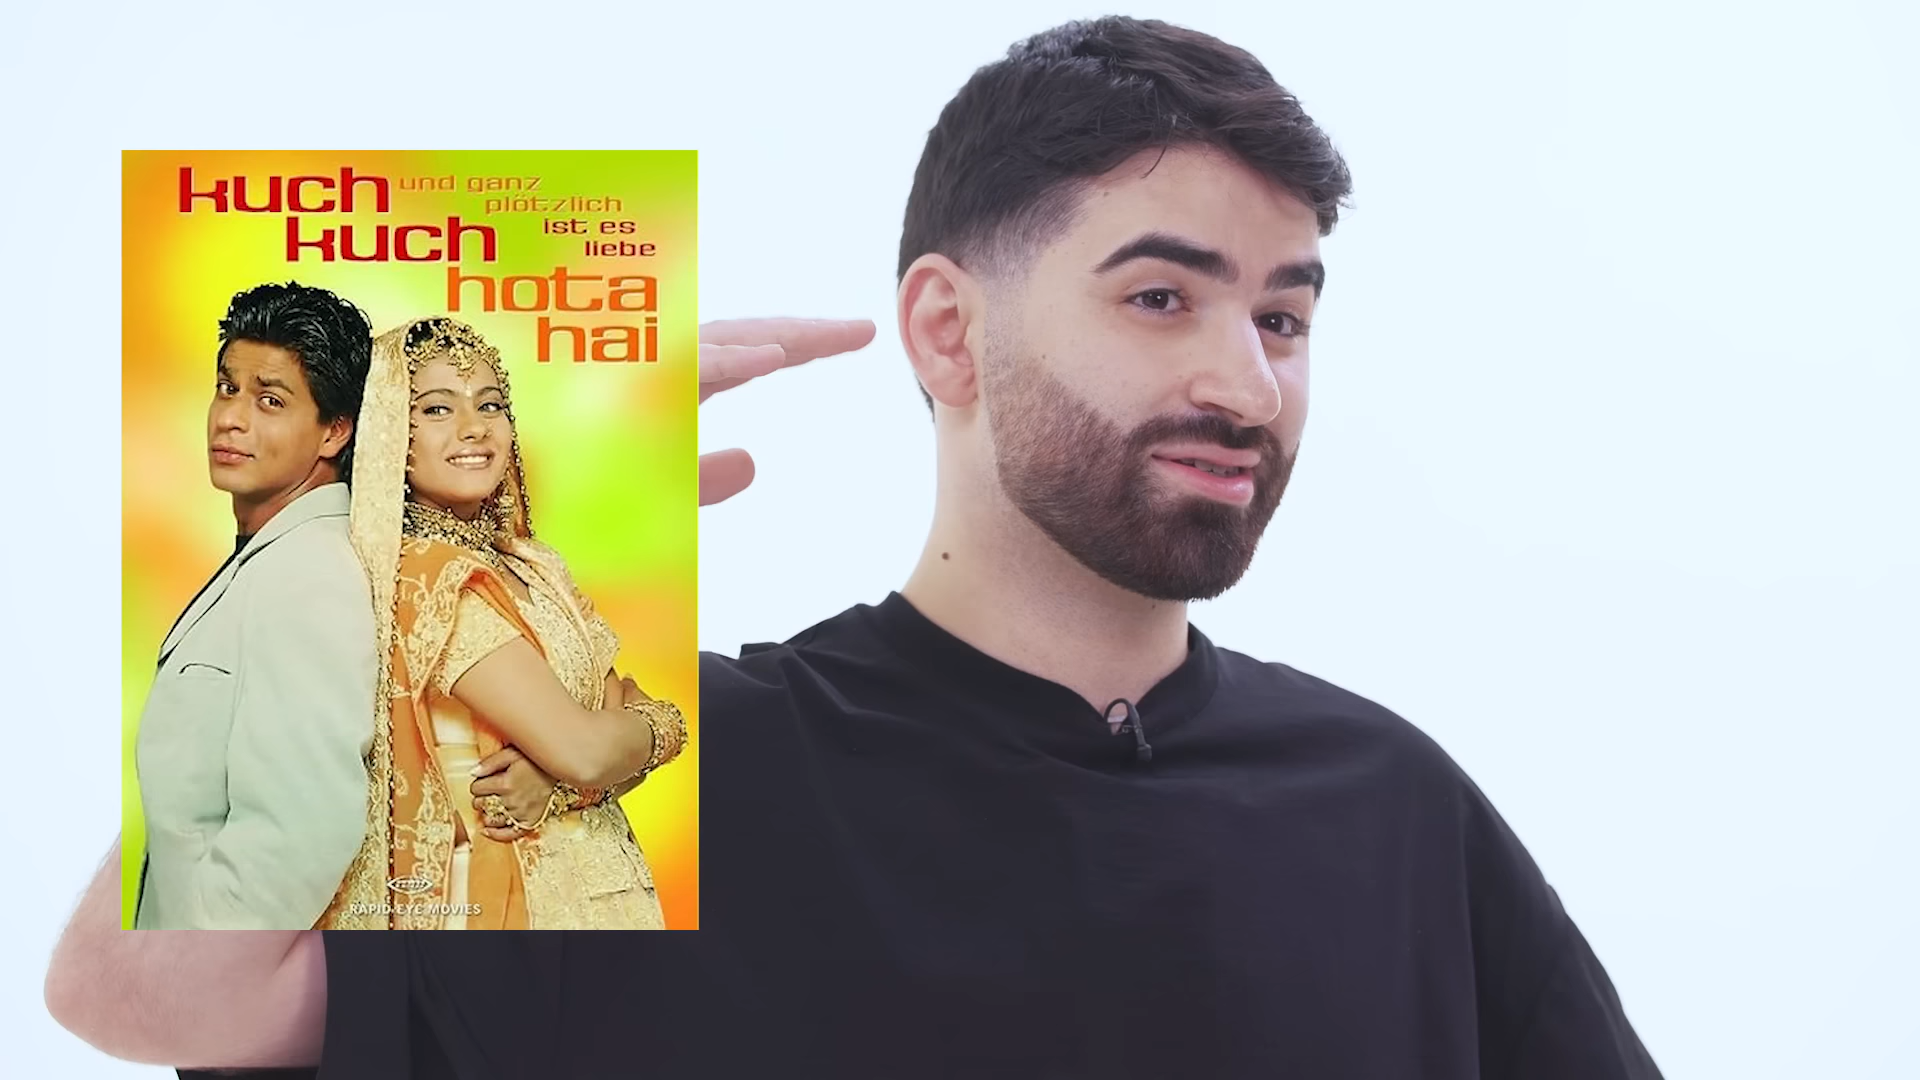 kuch und ganz
plötzlich
kuch ist es
liebe
hota
hai
RAPID EYE MOVIES